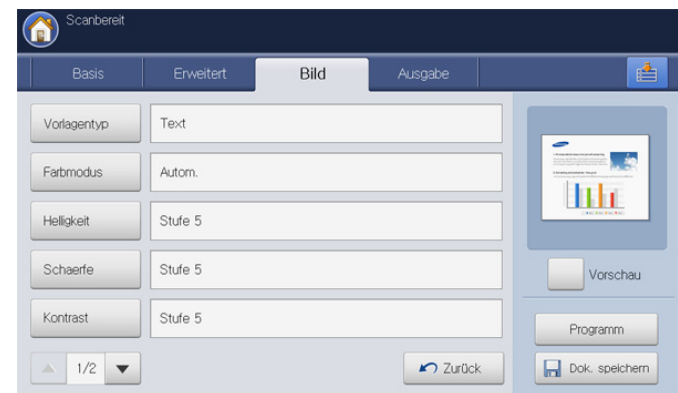 Scanbereit
Basis
Erweitert
Bild
Ausgabe
Vorlagentyp
Text
Farbmodus
Autom.
Helligkeit
Stufe 5
Schaerfe
Stufe 5
Kontrast
Stufe 5
1/2
Zurück
Vorschau
Programm
Dok. speichern